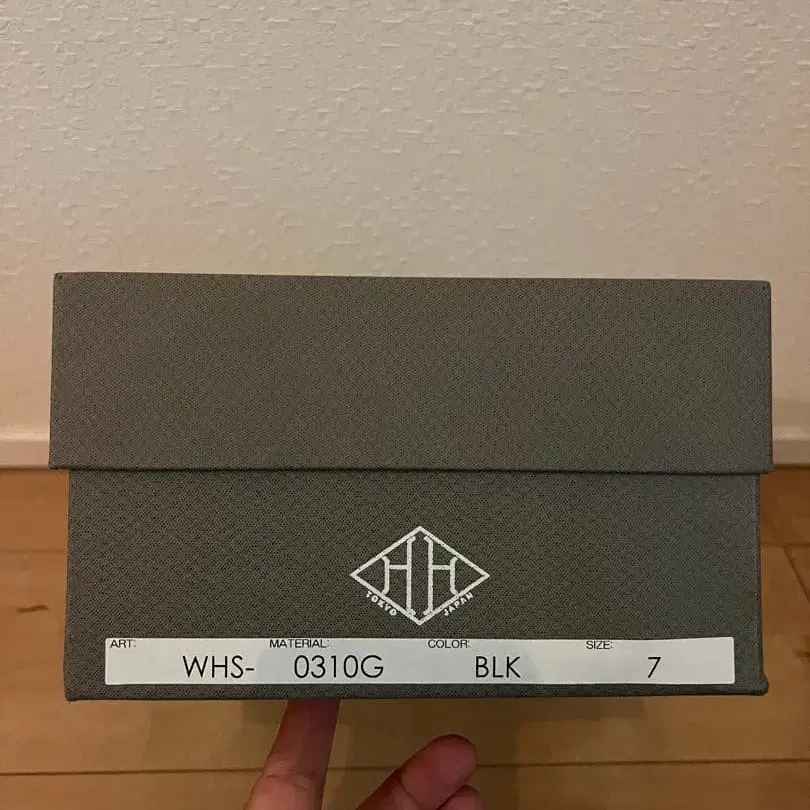 HH
TOKYO JAPAN
ART: MATERIAL: COLOR: SIZE:
WHS- 0310G BLK 7